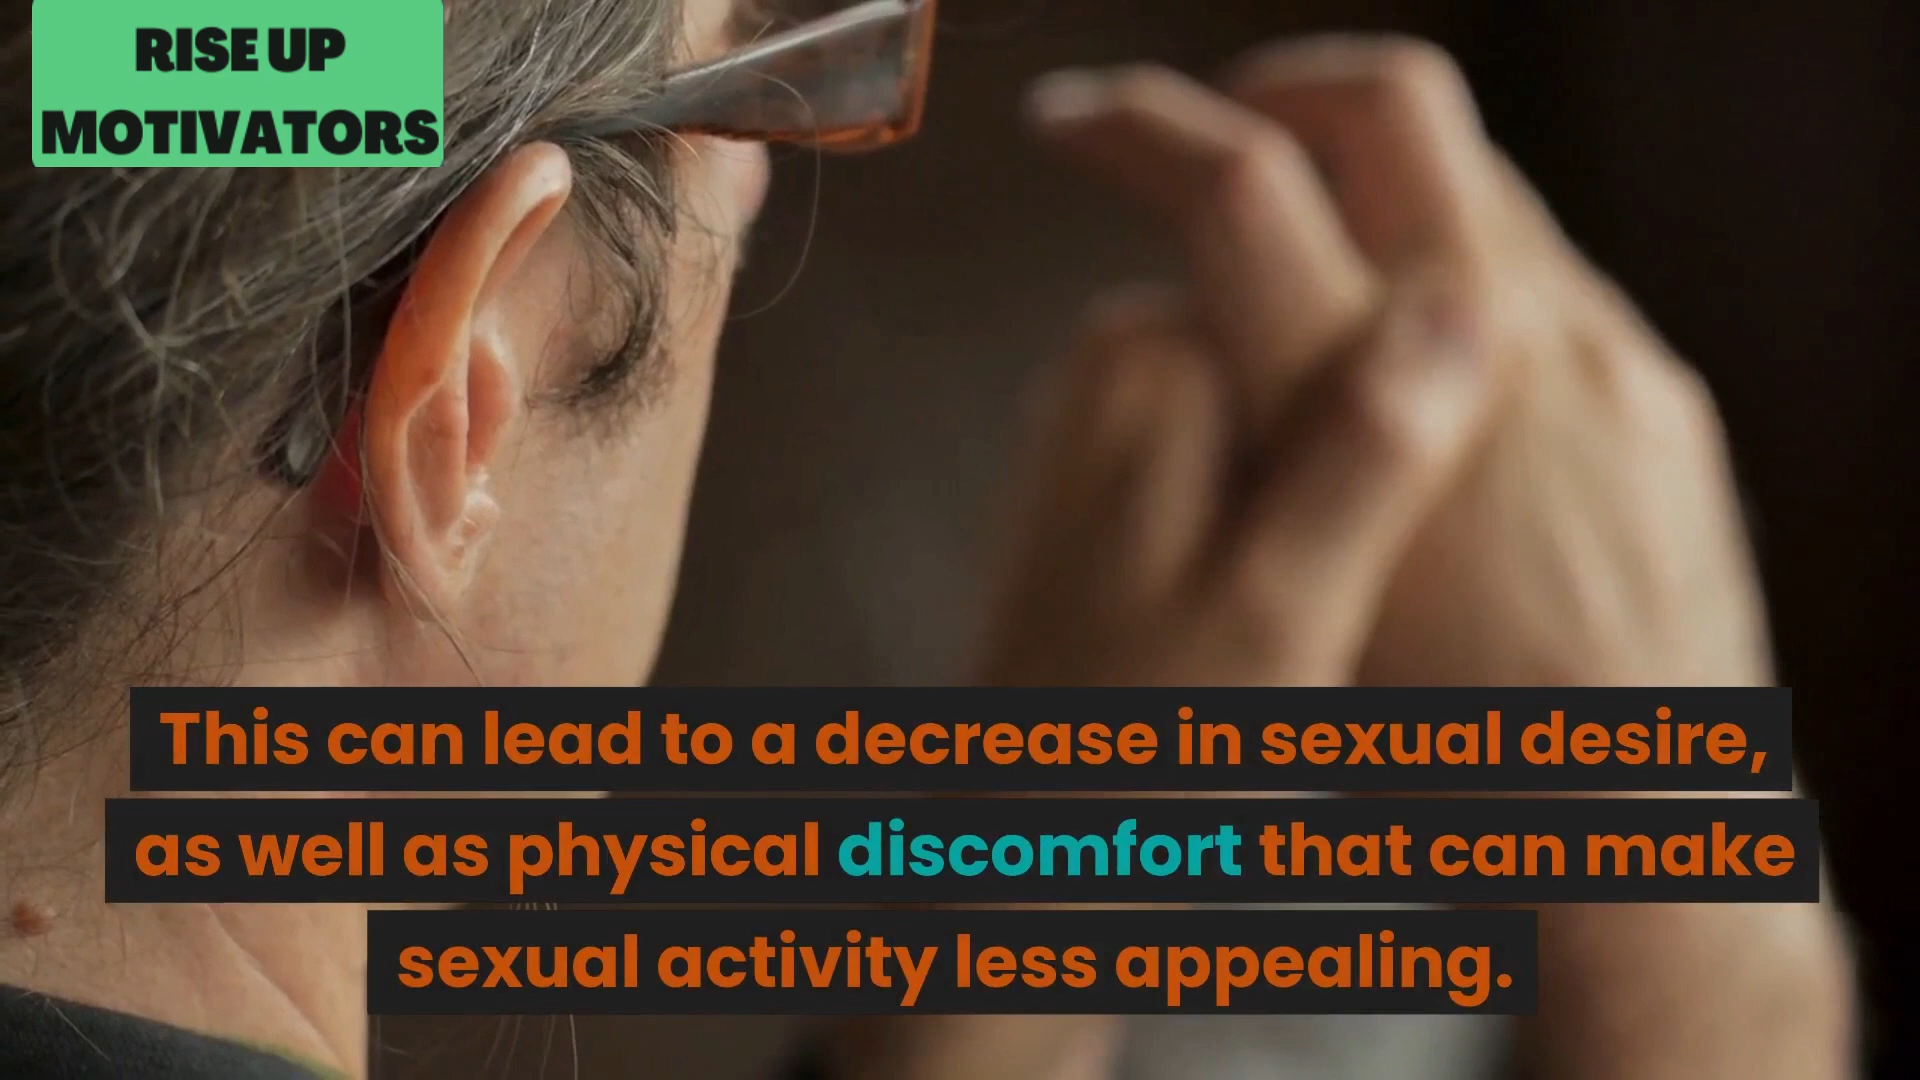 RISE UP
MOTIVATORS
This can lead to a decrease in sexual desire,
as well as physical discomfort that can make
sexual activity less appealing.